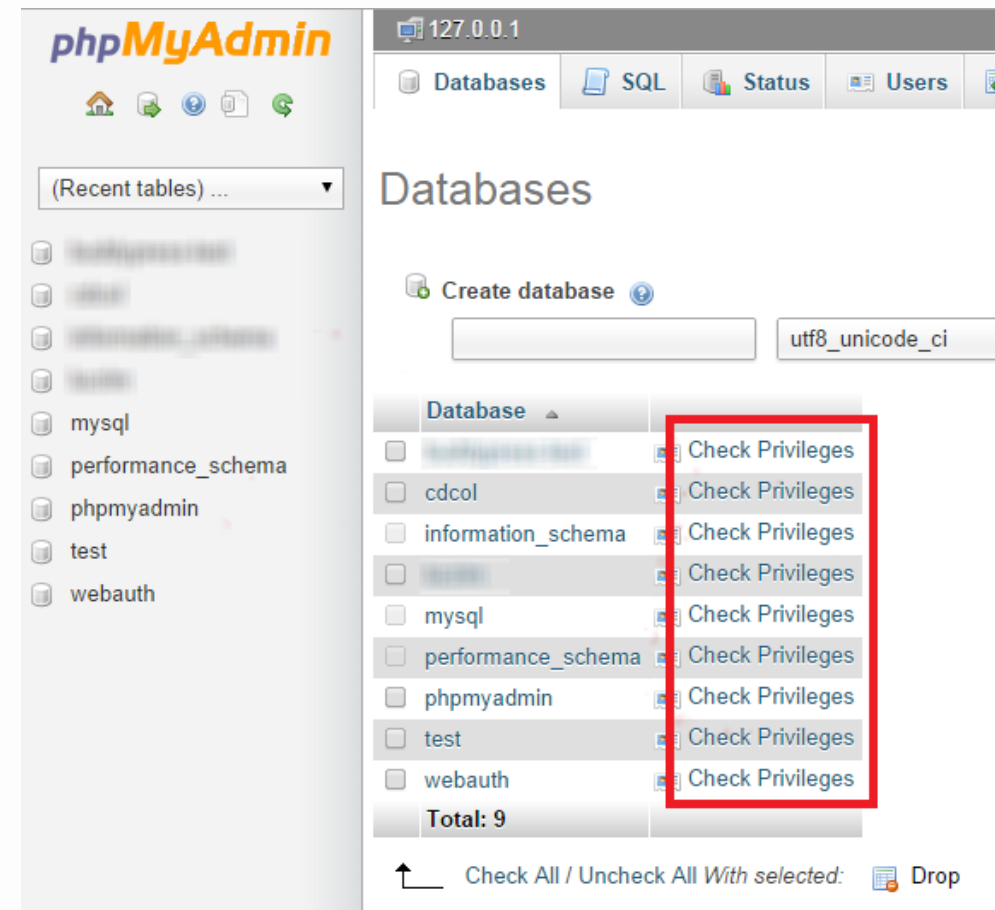 phpMyAdmin
(Recent tables) ...
mysql
performance_schema
phpmyadmin
test
webauth
127.0.0.1
Databases SQL Status Users
Databases
Create database
utf8_unicode_ci
Database
Check Privileges
cdcol Check Privileges
information_schema Check Privileges
Check Privileges
mysql Check Privileges
performance_schema Check Privileges
phpmyadmin Check Privileges
test Check Privileges
webauth Check Privileges
Total: 9
Check All / Uncheck All With selected: Drop